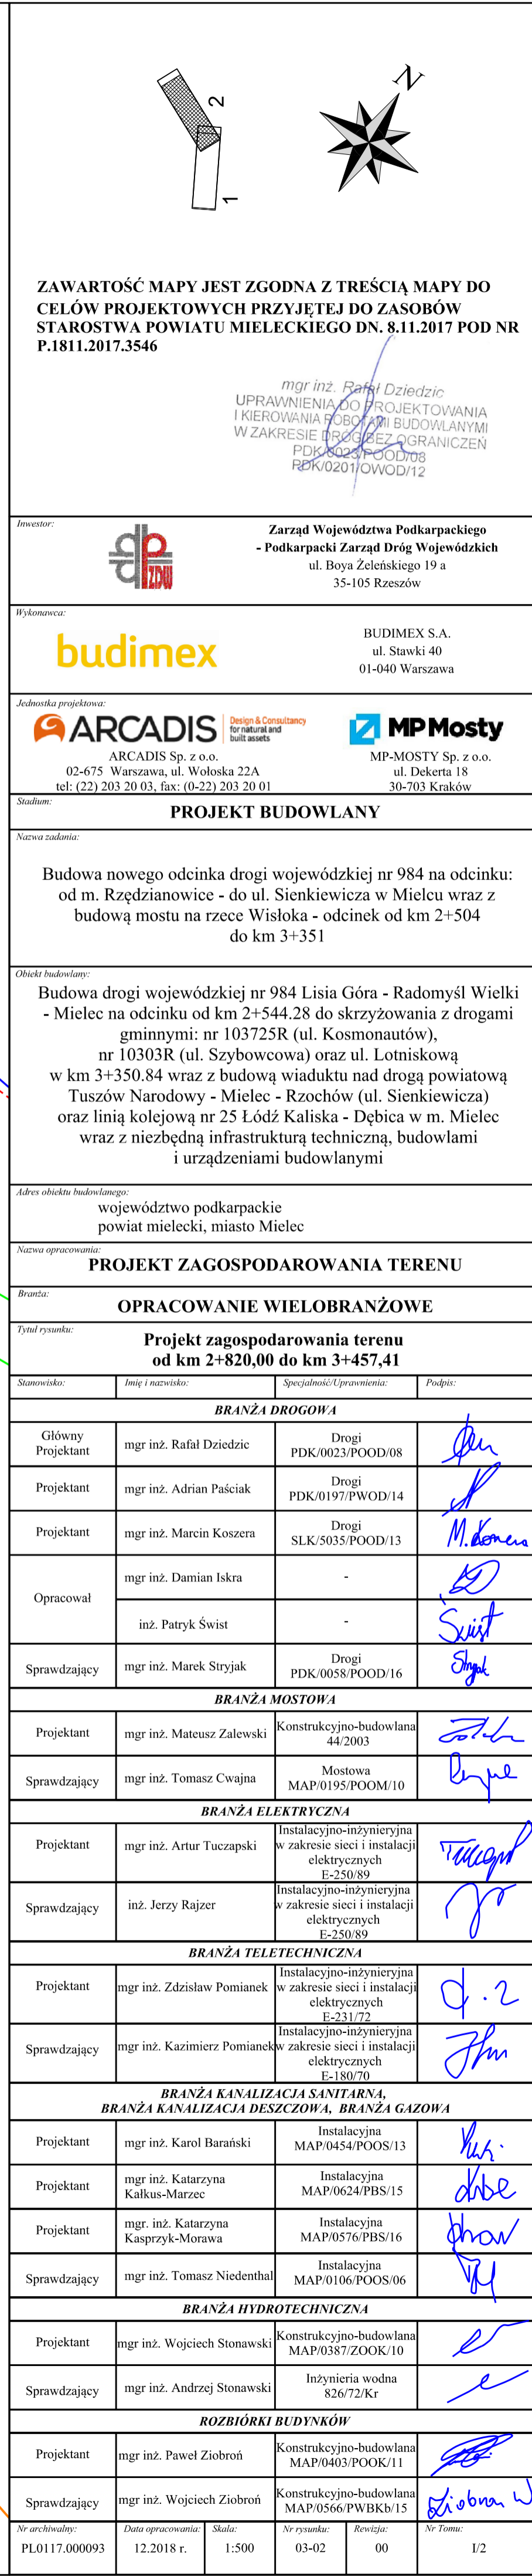 N
2
1
ZAWARTOŚĆ MAPY JEST ZGODNA Z TREŚCIĄ MAPY DO
CELÓW PROJEKTOWYCH PRZYJĘTEJ DO ZASOBÓW
STAROSTWA POWIATU MIELECKIEGO DN. 8.11.2017 POD NR
P.1811.2017.3546
mgr inż. Rafał Dziedzic
UPRAWNIENIA DO PROJEKTOWANIA
I KIEROWANIA ROBOTAMI BUDOWLANYMI
W ZAKRESIE DRÓG BEZ OGRANICZEŃ
PDK/0023/POOD/08
PDK/0201/OWOD/12
Inwestor:
PZDW
Zarząd Województwa Podkarpackiego
- Podkarpacki Zarząd Dróg Wojewódzkich
ul. Boya Żeleńskiego 19 a
35-105 Rzeszów
Wykonawca:
budimex
BUDIMEX S.A.
ul. Stawki 40
01-040 Warszawa
Jednostka projektowa:
ARCADIS Design & Consultancy
for natural and
built assets
ARCADIS Sp. z o.o.
02-675 Warszawa, ul. Wołoska 22A
tel: (22) 203 20 03, fax: (0-22) 203 20 01
MP Mosty
MP-MOSTY Sp. z o.o.
ul. Dekerta 18
30-703 Kraków
Stadium:
PROJEKT BUDOWLANY
Nazwa zadania:
Budowa nowego odcinka drogi wojewódzkiej nr 984 na odcinku:
od m. Rzędzianowice - do ul. Sienkiewicza w Mielcu wraz z
budową mostu na rzece Wisłoka - odcinek od km 2+504
do km 3+351
Obiekt budowlany:
Budowa drogi wojewódzkiej nr 984 Lisia Góra - Radomyśl Wielki
- Mielec na odcinku od km 2+544.28 do skrzyżowania z drogami
gminnymi: nr 103725R (ul. Kosmonautów),
nr 10303R (ul. Szybowcowa) oraz ul. Lotniskową
w km 3+350.84 wraz z budową wiaduktu nad drogą powiatową
Tuszów Narodowy - Mielec - Rzochów (ul. Sienkiewicza)
oraz linią kolejową nr 25 Łódź Kaliska - Dębica w m. Mielec
wraz z niezbędną infrastrukturą techniczną, budowlami
i urządzeniami budowlanymi
Adres obiektu budowlanego:
województwo podkarpackie
powiat mielecki, miasto Mielec
Nazwa opracowania:
PROJEKT ZAGOSPODAROWANIA TERENU
Branża:
OPRACOWANIE WIELOBRANŻOWE
Tytuł rysunku:
Projekt zagospodarowania terenu
od km 2+820,00 do km 3+457,41
Stanowisko: Imię i nazwisko: Specjalność/Uprawnienia: Podpis:
BRANŻA DROGOWA
Główny
Projektant
mgr inż. Rafał Dziedzic
Drogi
PDK/0023/POOD/08
Projektant
mgr inż. Adrian Paściak
Drogi
PDK/0197/PWOD/14
Projektant
mgr inż. Marcin Koszera
Drogi
SLK/5035/POOD/13
Opracował
mgr inż. Damian Iskra
-
inż. Patryk Świst
-
Świst
Sprawdzający
mgr inż. Marek Stryjak
Drogi
PDK/0058/POOD/16
BRANŻA MOSTOWA
Projektant
mgr inż. Mateusz Zalewski
Konstrukcyjno-budowlana
44/2003
Sprawdzający
mgr inż. Tomasz Cwajna
Mostowa
MAP/0195/POOM/10
BRANŻA ELEKTRYCZNA
Projektant
mgr inż. Artur Tuczapski
Instalacyjno-inżynieryjna
w zakresie sieci i instalacji
elektrycznych
E-250/89
Sprawdzający
inż. Jerzy Rajzer
Instalacyjno-inżynieryjna
w zakresie sieci i instalacji
elektrycznych
E-250/89
BRANŻA TELETECHNICZNA
Projektant
mgr inż. Zdzisław Pomianek
Instalacyjno-inżynieryjna
w zakresie sieci i instalacji
elektrycznych
E-231/72
Sprawdzający
mgr inż. Kazimierz Pomianek
Instalacyjno-inżynieryjna
w zakresie sieci i instalacji
elektrycznych
E-180/70
BRANŻA KANALIZACJA SANITARNA,
BRANŻA KANALIZACJA DESZCZOWA, BRANŻA GAZOWA
Projektant
mgr inż. Karol Barański
Instalacyjna
MAP/0454/POOS/13
Projektant
mgr inż. Katarzyna
Kałkus-Marzec
Instalacyjna
MAP/0624/PBS/15
Projektant
mgr. inż. Katarzyna
Kasprzyk-Morawa
Instalacyjna
MAP/0576/PBS/16
Sprawdzający
mgr inż. Tomasz Niedenthal
Instalacyjna
MAP/0106/POOS/06
BRANŻA HYDROTECHNICZNA
Projektant
mgr inż. Wojciech Stonawski
Konstrukcyjno-budowlana
MAP/0387/ZOOK/10
Sprawdzający
mgr inż. Andrzej Stonawski
Inżynieria wodna
826/72/Kr
ROZBIÓRKI BUDYNKÓW
Projektant
mgr inż. Paweł Ziobroń
Konstrukcyjno-budowlana
MAP/0403/POOK/11
Sprawdzający
mgr inż. Wojciech Ziobroń
Konstrukcyjno-budowlana
MAP/0566/PWBKb/15
Ziobroń W
Nr archiwalny: Data opracowania: Skala: Nr rysunku: Rewizja: Nr Tomu:
PL0117.000093 12.2018 r. 1:500 03-02 00 I/2